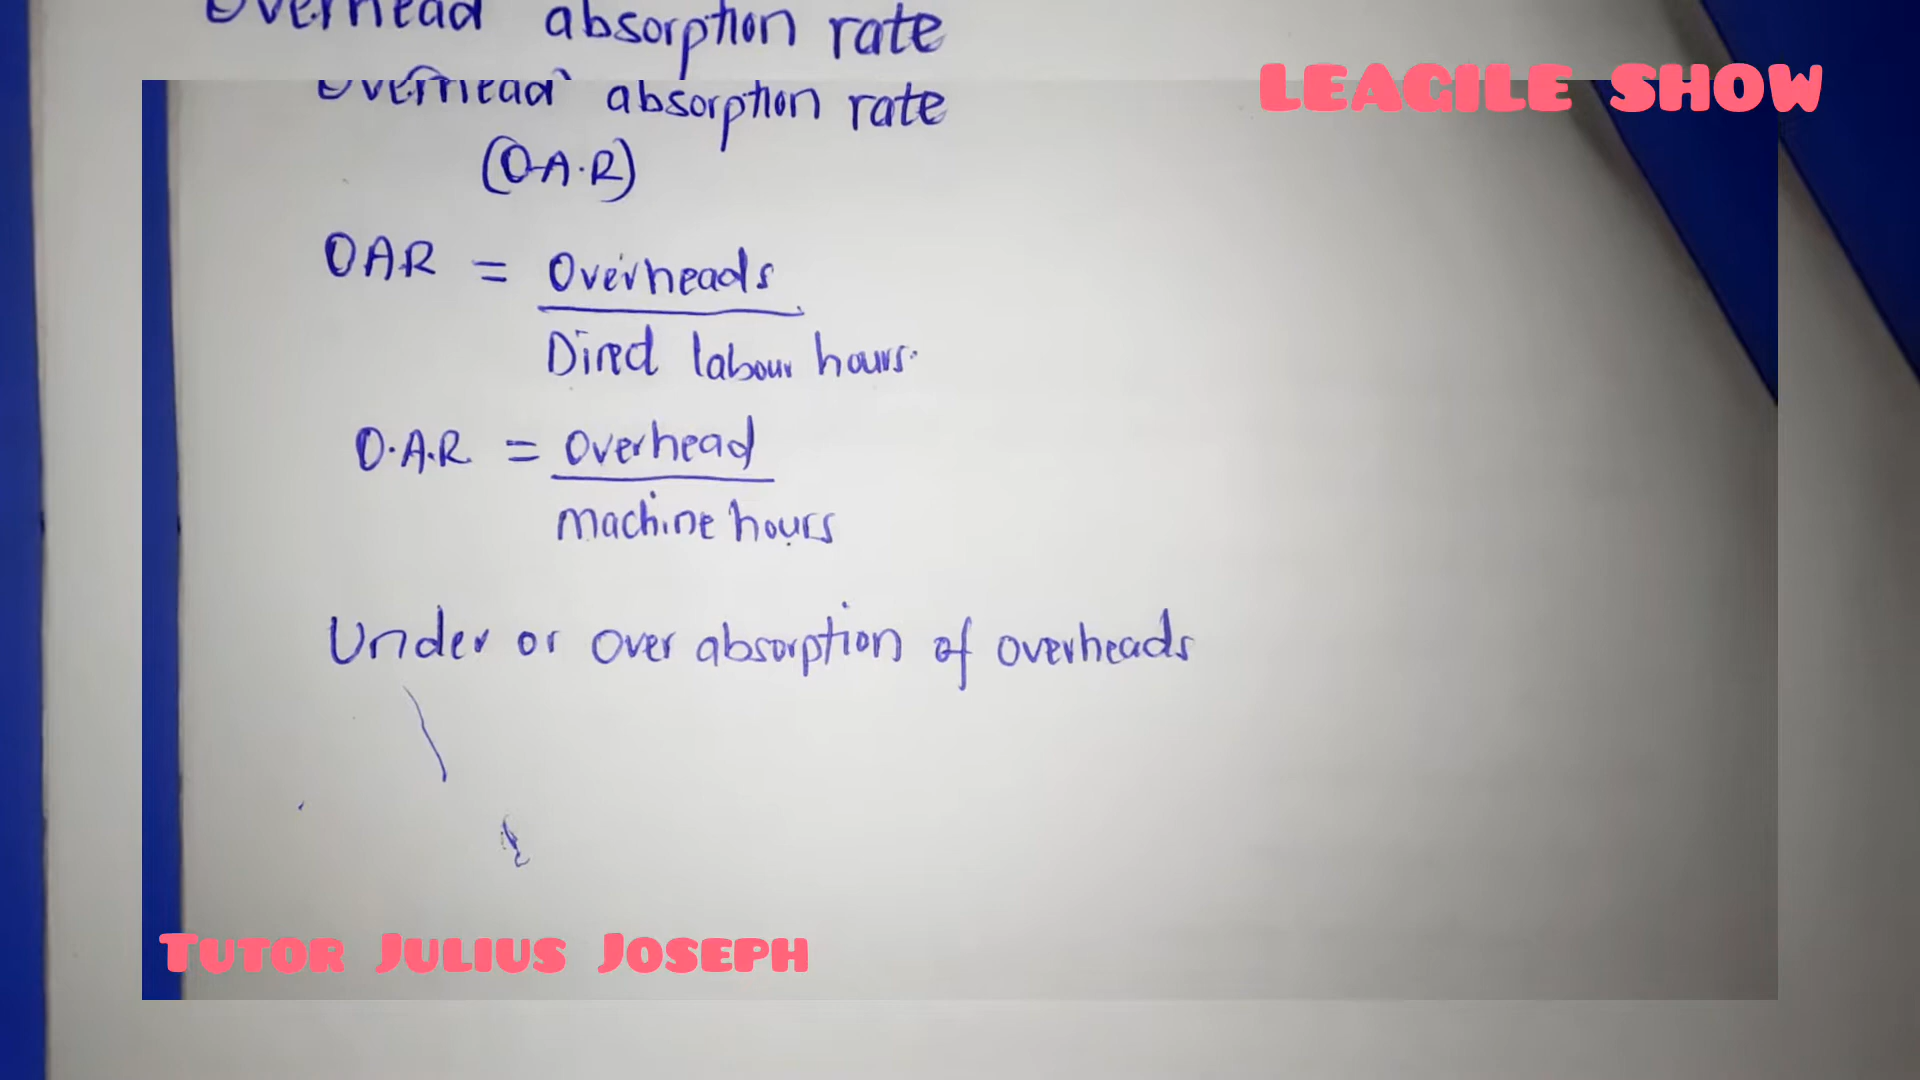 Overhead absorption rate
LEAGILE SHOW
Overhead absorption rate
(O.A.R)
OAR = Overheads
Direct labour hours.
O.A.R = Overhead
machine hours
Under or over absorption of overheads
TUTOR JULIUS JOSEPH